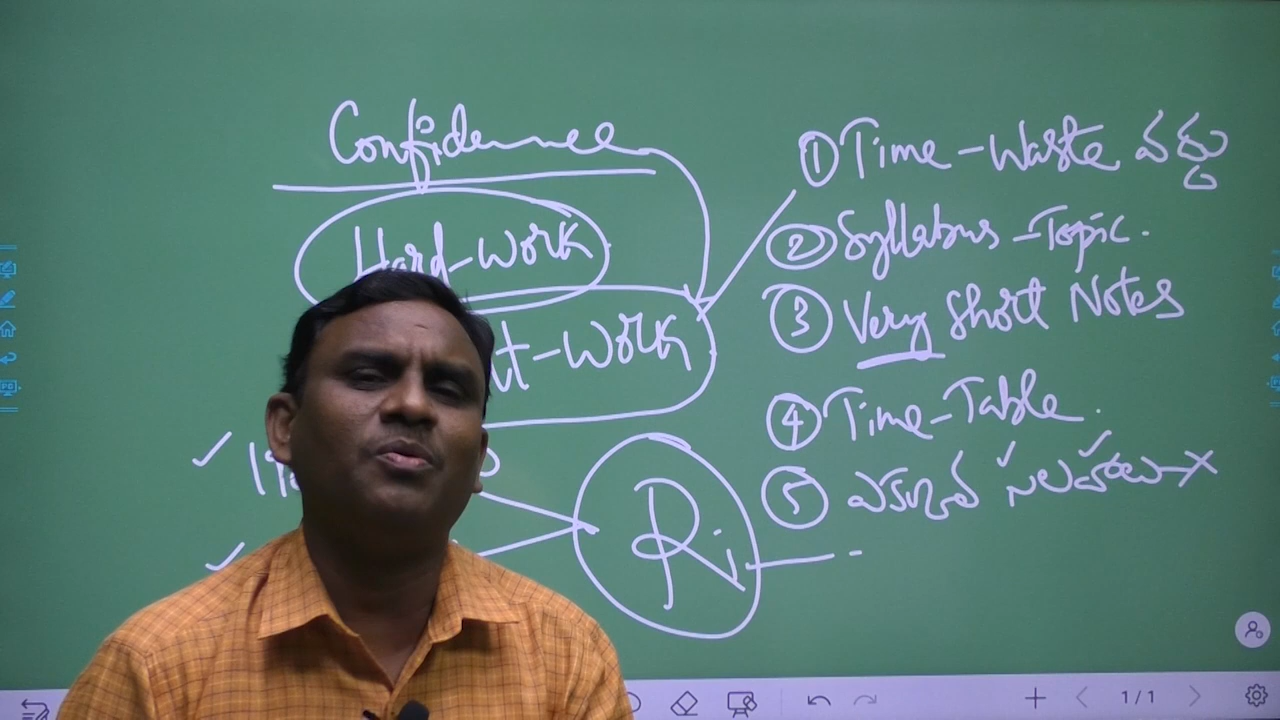 Confidence
Hard-Work
t-Work
Ri
① Time-Waste వద్దు
② Syllabus-Topic.
③ Very Short Notes
④ Time-Table.
⑤
1/1